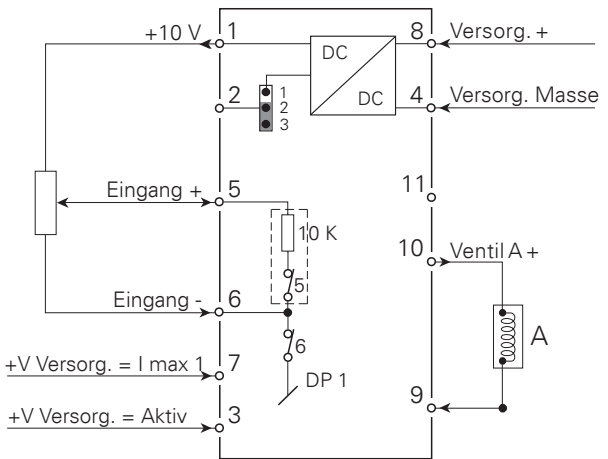 +10 V
1
8
Versorg. +
DC
DC
2
1
2
3
4
Versorg. Masse
Eingang +
5
11
10 K
5
10
Ventil A +
Eingang -
6
6
A
+V Versorg. = I max 1
7
DP 1
9
+V Versorg. = Aktiv
3